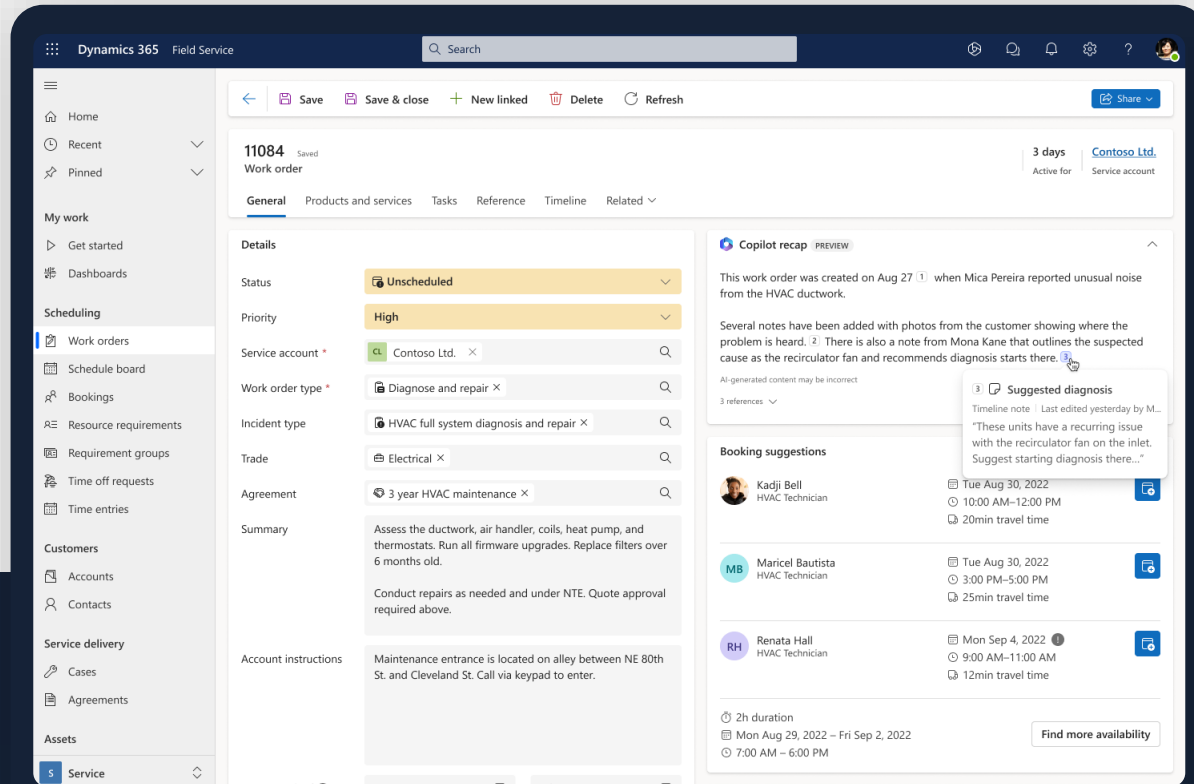 Dynamics 365 Field Service
Search
?
Home
Recent
Pinned
My work
Get started
Dashboards
Scheduling
Work orders
Schedule board
Bookings
Resource requirements
Requirement groups
Time off requests
Time entries
Customers
Accounts
Contacts
Service delivery
Cases
Agreements
Assets
S Service
Save
Save & close
New linked
Delete
Refresh
Share
11084 Saved
Work order
3 days
Active for
Contoso Ltd.
Service account
General
Products and services
Tasks
Reference
Timeline
Related
Details
Status Unscheduled
Priority High
Service account * CL Contoso Ltd. ×
Work order type * Diagnose and repair ×
Incident type HVAC full system diagnosis and repair ×
Trade Electrical ×
Agreement 3 year HVAC maintenance ×
Summary
Assess the ductwork, air handler, coils, heat pump, and
thermostats. Run all firmware upgrades. Replace filters over
6 months old.
Conduct repairs as needed and under NTE. Quote approval
required above.
Account instructions
Maintenance entrance is located on alley between NE 80th
St. and Cleveland St. Call via keypad to enter.
Copilot recap PREVIEW
This work order was created on Aug 27 1 when Mica Pereira reported unusual noise
from the HVAC ductwork.
Several notes have been added with photos from the customer showing where the
problem is heard. 2 There is also a note from Mona Kane that outlines the suspected
cause as the recirculator fan and recommends diagnosis starts there. 3
AI-generated content may be incorrect
3 references
3 Suggested diagnosis
Timeline note | Last edited yesterday by M...
"These units have a recurring issue
with the recirculator fan on the inlet.
Suggest starting diagnosis there..."
Booking suggestions
Kadji Bell
HVAC Technician
Tue Aug 30, 2022
10:00 AM–12:00 PM
20min travel time
MB
Maricel Bautista
HVAC Technician
Tue Aug 30, 2022
3:00 PM–5:00 PM
25min travel time
RH
Renata Hall
HVAC Technician
Mon Sep 4, 2022
9:00 AM–11:00 AM
12min travel time
2h duration
Mon Aug 29, 2022 – Fri Sep 2, 2022
7:00 AM – 6:00 PM
Find more availability